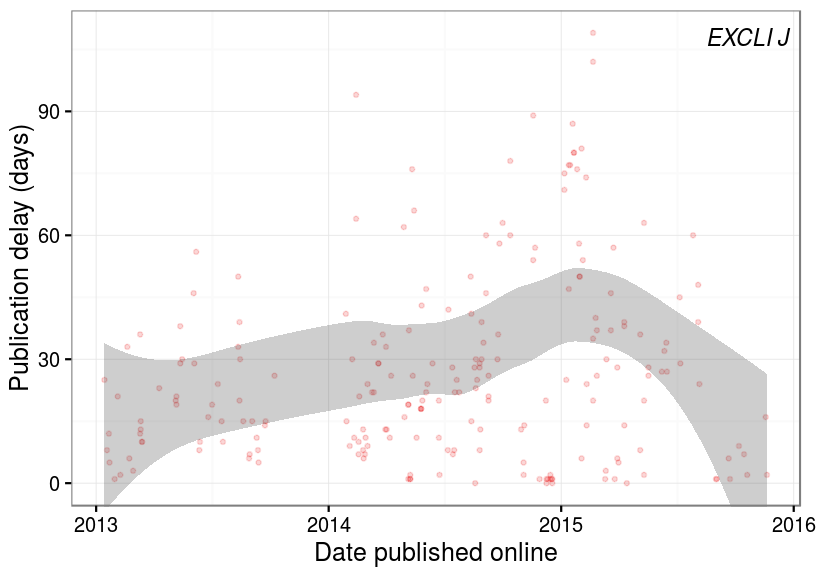 EXCLI J
Publication delay (days)
90
60
30
0
2013
2014
2015
2016
Date published online